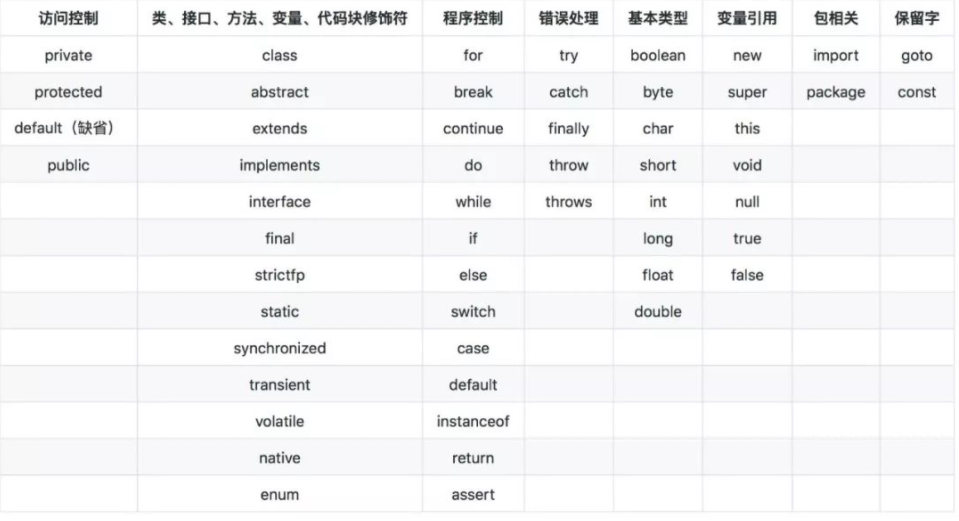 访问控制 类、接口、方法、变量、代码块修饰符 程序控制 错误处理 基本类型 变量引用 包相关 保留字
private class for try boolean new import goto
protected abstract break catch byte super package const
default（缺省） extends continue finally char this
public implements do throw short void
interface while throws int null
final if long true
strictfp else float false
static switch double
synchronized case
transient default
volatile instanceof
native return
enum assert